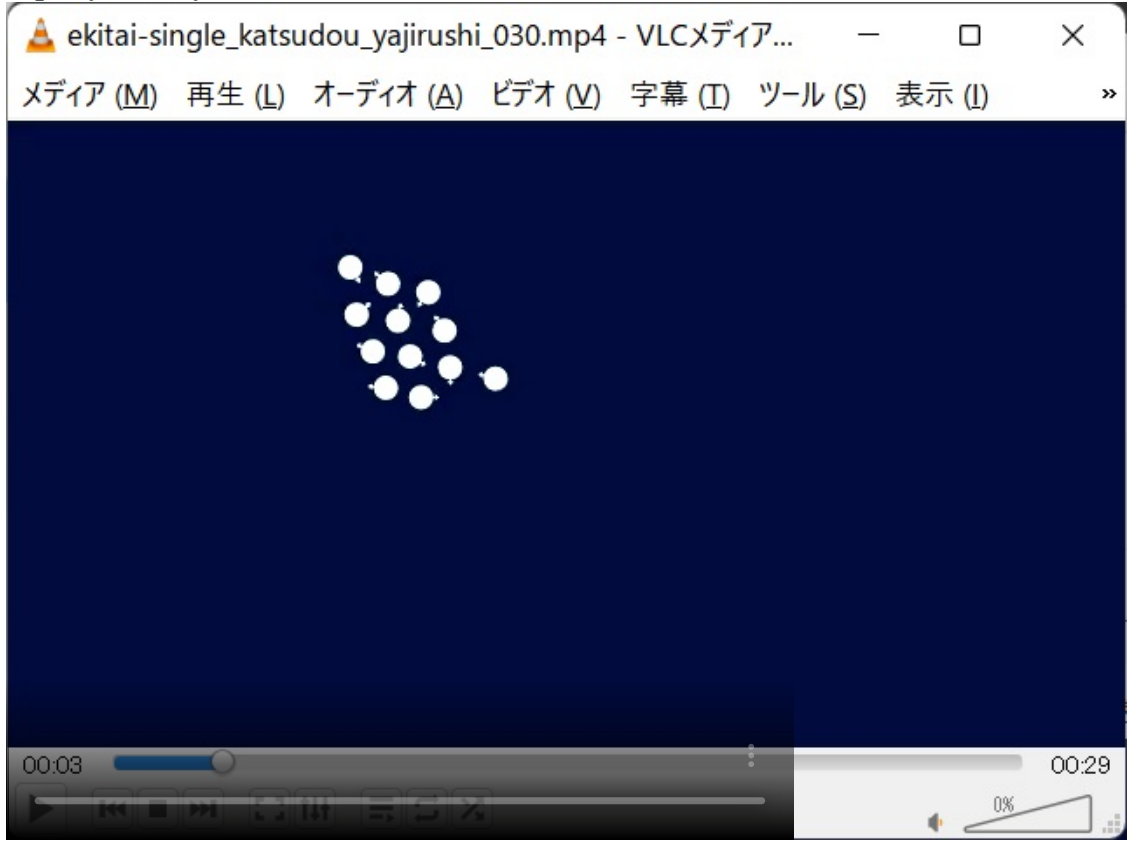 ekitai-single_katsudou_yajirushi_030.mp4 - VLCメディア...
メディア (M) 再生 (L) オーディオ (A) ビデオ (V) 字幕 (T) ツール (S) 表示 (I) »
00:03 00:29
0%